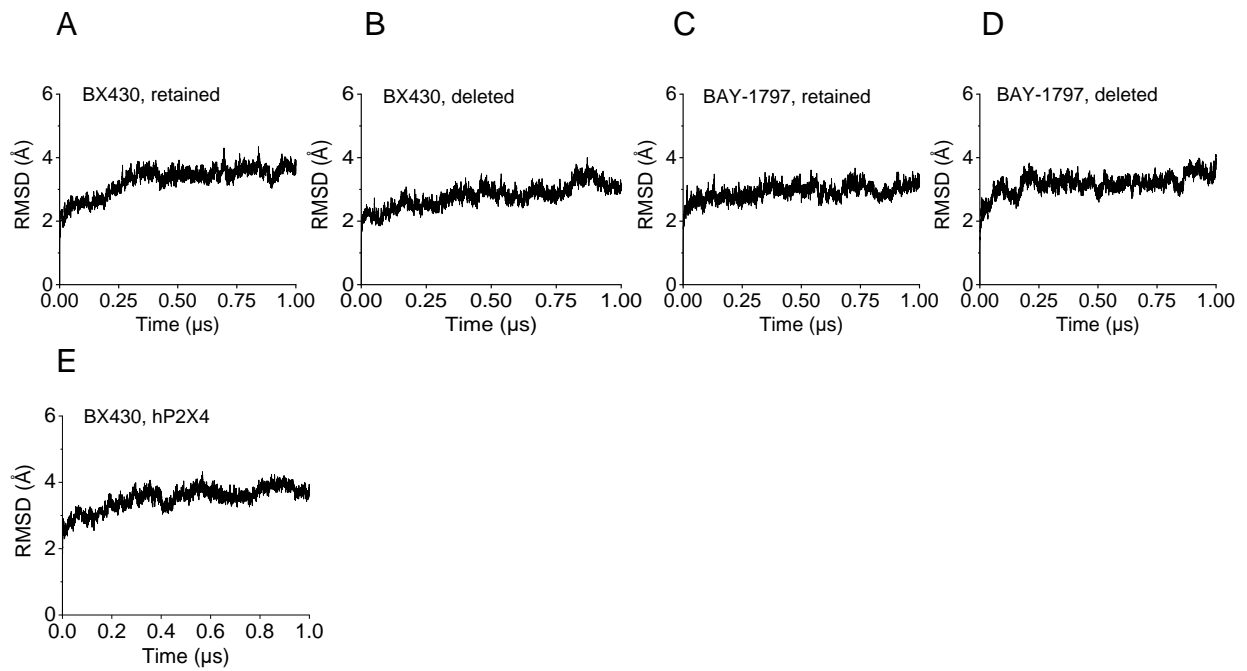 A
B
C
D
BX430, retained
BX430, deleted
BAY-1797, retained
BAY-1797, deleted
RMSD (Å)
6
4
2
0
0.00 0.25 0.50 0.75 1.00
Time (µs)
RMSD (Å)
6
4
2
0
0.00 0.25 0.50 0.75 1.00
Time (µs)
RMSD (Å)
6
4
2
0
0.00 0.25 0.50 0.75 1.00
Time (µs)
RMSD (Å)
6
4
2
0
0.00 0.25 0.50 0.75 1.00
Time (µs)
E
BX430, hP2X4
RMSD (Å)
6
4
2
0
0.0 0.2 0.4 0.6 0.8 1.0
Time (µs)